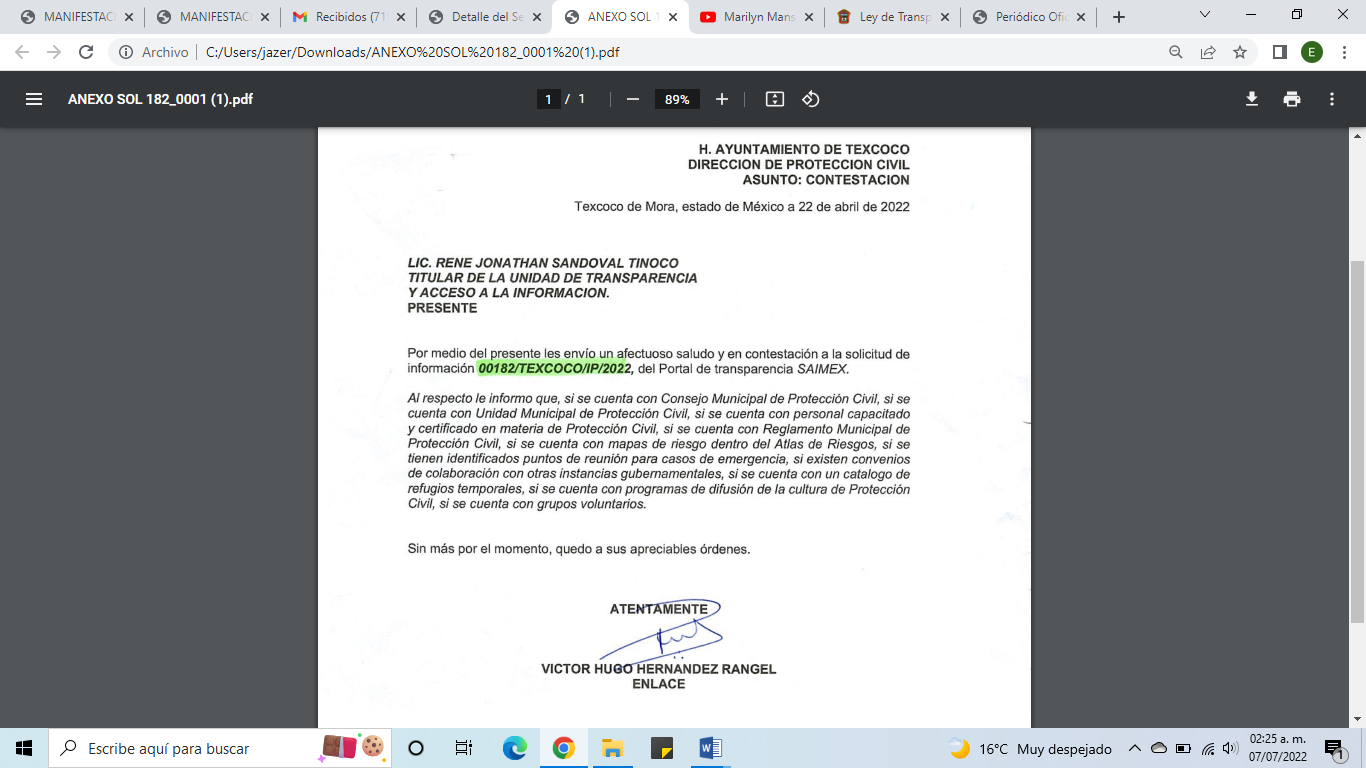 MANIFESTAC
MANIFESTAC
Recibidos (71
Detalle del Se
ANEXO SOL 1
Marilyn Mans
Ley de Transp
Periódico Ofic
Archivo
C:/Users/jazer/Downloads/ANEXO%20SOL%20182_0001%20(1).pdf
E
ANEXO SOL 182_0001 (1).pdf
1 / 1
89%
H. AYUNTAMIENTO DE TEXCOCO
DIRECCION DE PROTECCION CIVIL
ASUNTO: CONTESTACION
Texcoco de Mora, estado de México a 22 de abril de 2022
LIC. RENE JONATHAN SANDOVAL TINOCO
TITULAR DE LA UNIDAD DE TRANSPARENCIA
Y ACCESO A LA INFORMACION.
PRESENTE
Por medio del presente les envío un afectuoso saludo y en contestación a la solicitud de
información 00182/TEXCOCO/IP/2022, del Portal de transparencia SAIMEX.
Al respecto le informo que, si se cuenta con Consejo Municipal de Protección Civil, si se
cuenta con Unidad Municipal de Protección Civil, si se cuenta con personal capacitado
y certificado en materia de Protección Civil, si se cuenta con Reglamento Municipal de
Protección Civil, si se cuenta con mapas de riesgo dentro del Atlas de Riesgos, si se
tienen identificados puntos de reunión para casos de emergencia, si existen convenios
de colaboración con otras instancias gubernamentales, si se cuenta con un catalogo de
refugios temporales, si se cuenta con programas de difusión de la cultura de Protección
Civil, si se cuenta con grupos voluntarios.
Sin más por el momento, quedo a sus apreciables órdenes.
ATENTAMENTE
VICTOR HUGO HERNANDEZ RANGEL
ENLACE
Escribe aquí para buscar
16°C Muy despejado
02:25 a. m.
07/07/2022
1